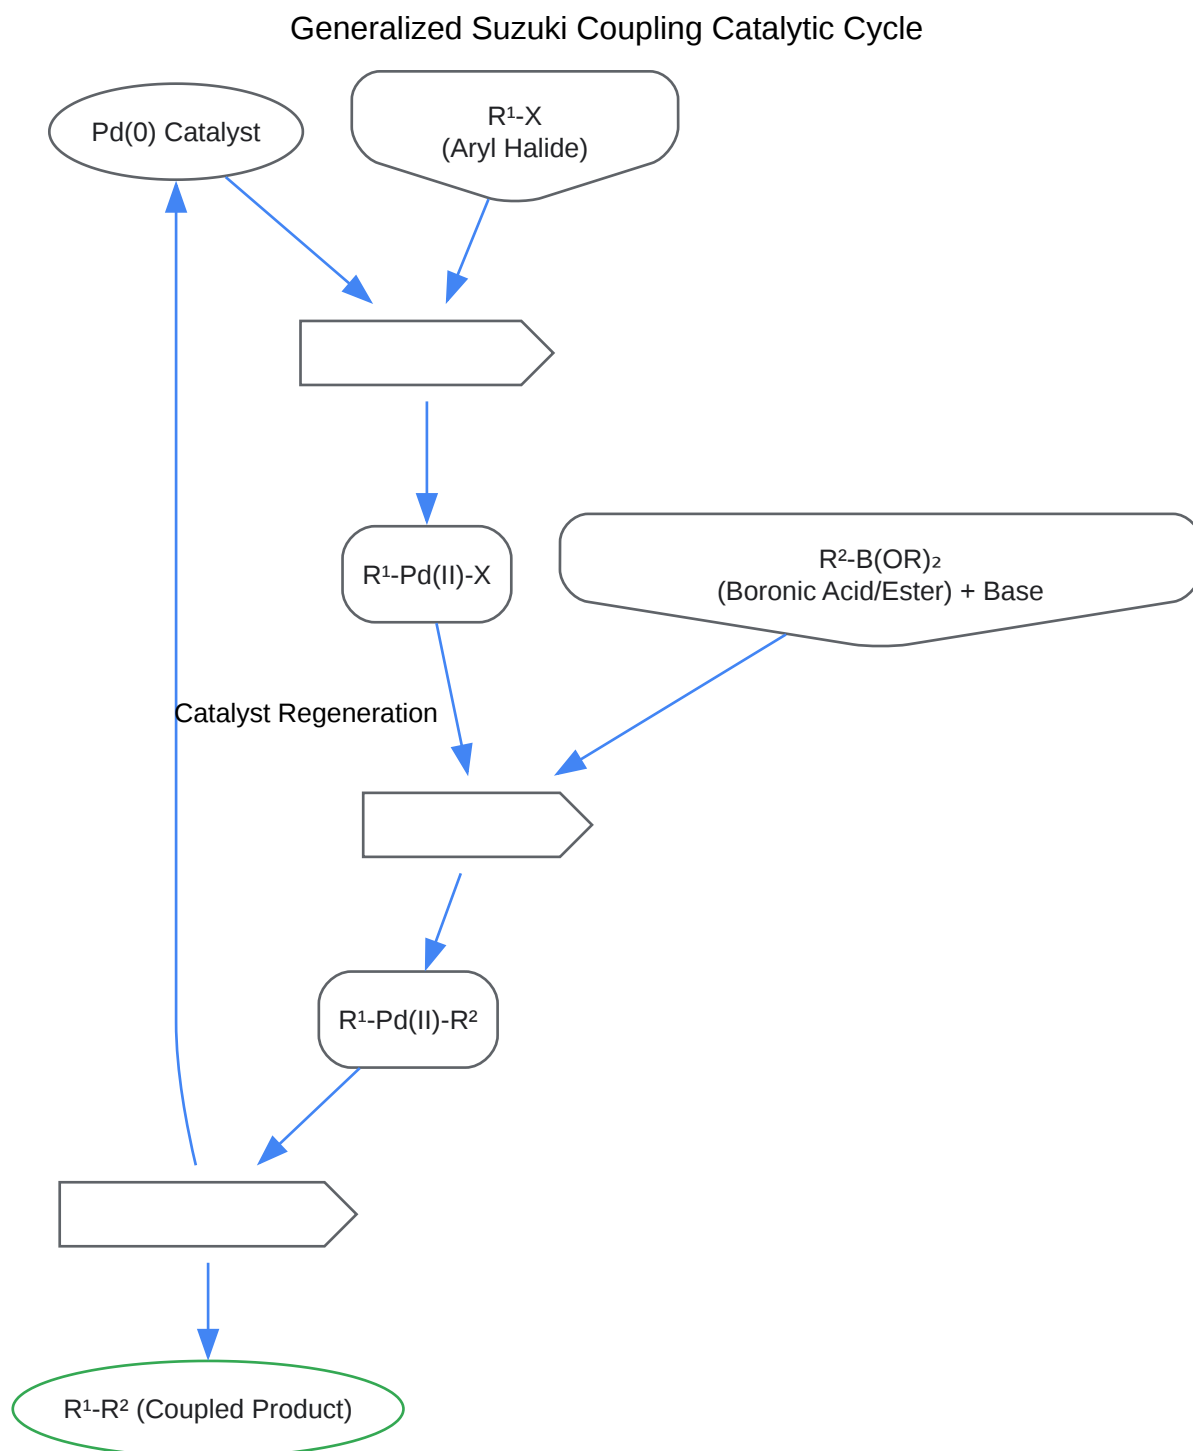 Generalized Suzuki Coupling Catalytic Cycle
Pd(0) Catalyst
R¹-X
(Aryl Halide)
R¹-Pd(II)-X
R²-B(OR)₂
(Boronic Acid/Ester) + Base
Catalyst Regeneration
R¹-Pd(II)-R²
R¹-R² (Coupled Product)